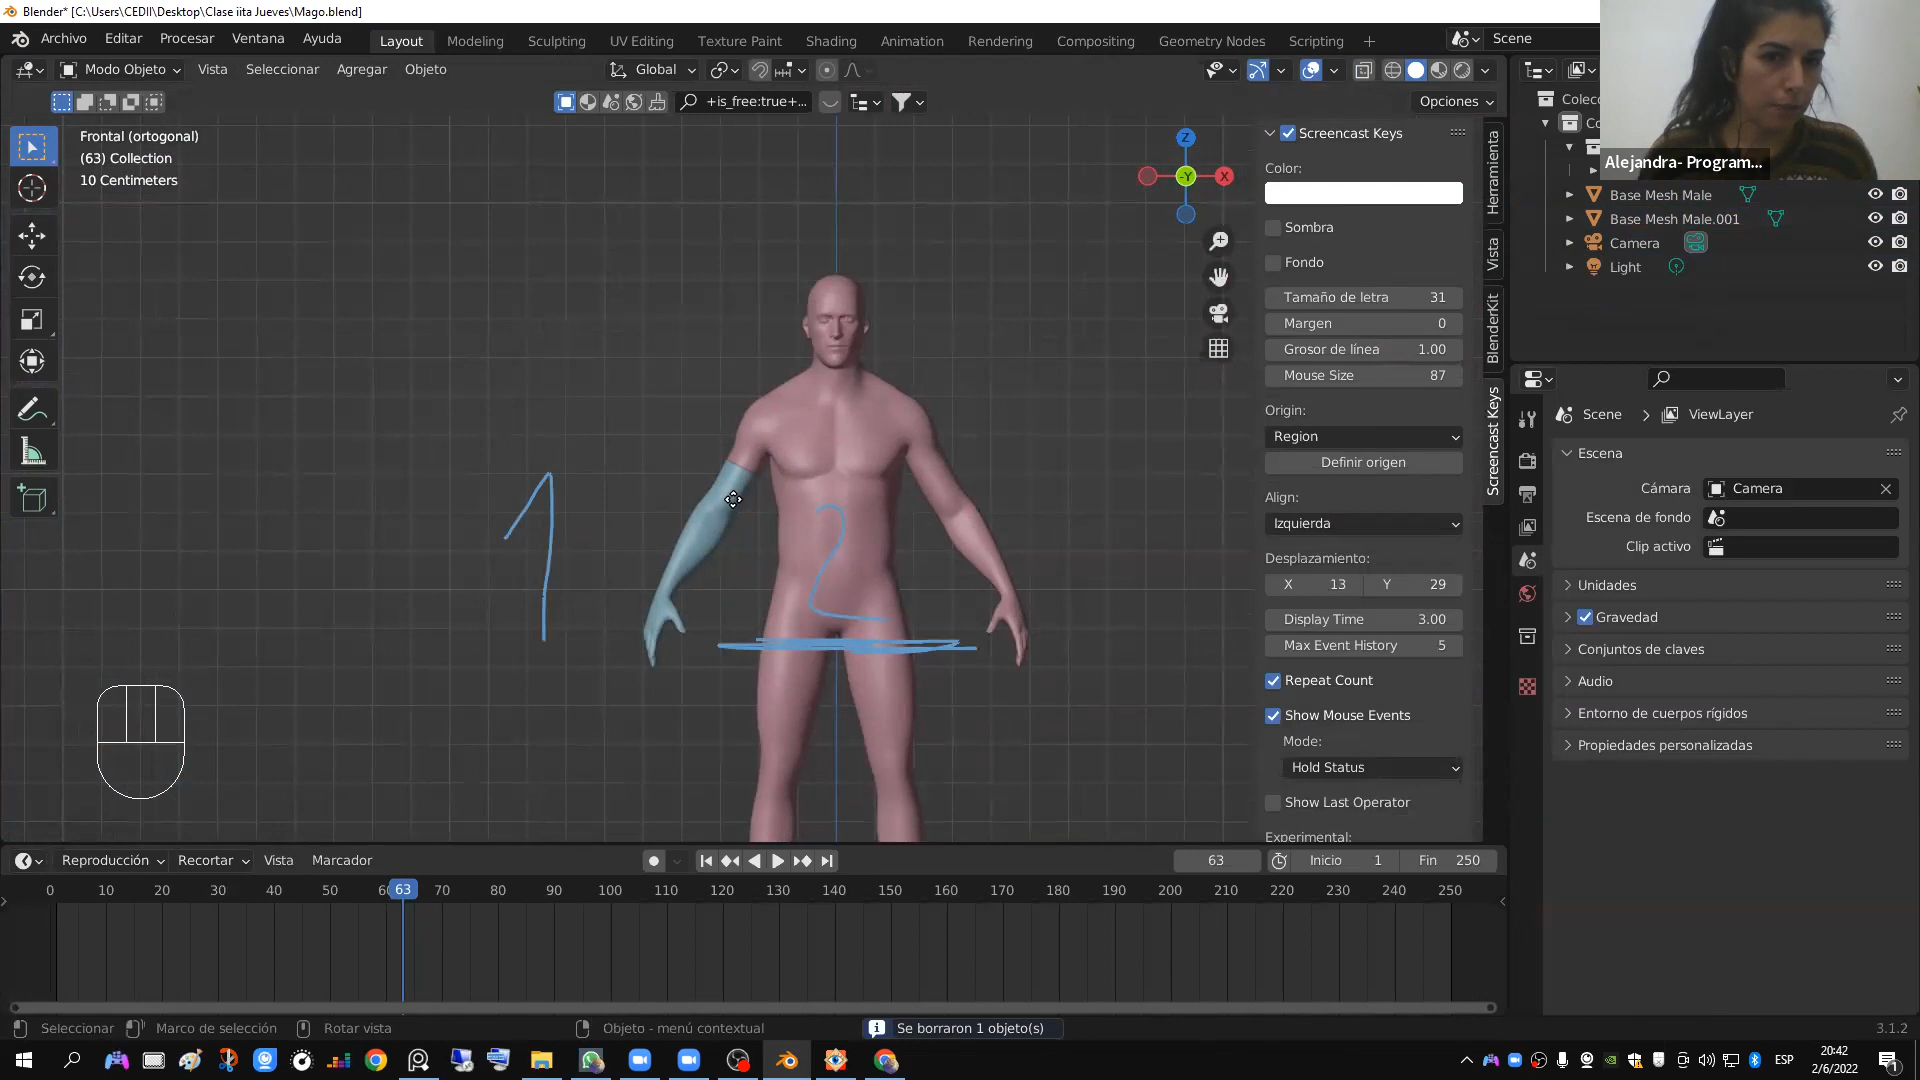 Blender* [C:\Users\CEDII\Desktop\Clase iita Jueves\Mago.blend]
Archivo Editar Procesar Ventana Ayuda
Layout Modeling Sculpting UV Editing Texture Paint Shading Animation Rendering Compositing Geometry Nodes Scripting
Scene
Modo Objeto Vista Seleccionar Agregar Objeto
Global
+is_free:true+...
Opciones
Frontal (ortogonal)
(63) Collection
10 Centimeters
Z
-Y
X
1
2
Screencast Keys
Color:
Sombra
Fondo
Tamaño de letra 31
Margen 0
Grosor de línea 1.00
Mouse Size 87
Origin:
Region
Definir origen
Align:
Izquierda
Desplazamiento:
X 13 Y 29
Display Time 3.00
Max Event History 5
Repeat Count
Show Mouse Events
Mode:
Hold Status
Show Last Operator
Experimental:
Herramienta
Vista
BlenderKit
Screencast Keys
Alejandra- Program...
Colecc
Co
Base Mesh Male
Base Mesh Male.001
Camera
Light
Scene ViewLayer
Escena
Cámara Camera
Escena de fondo
Clip activo
Unidades
Gravedad
Conjuntos de claves
Audio
Entorno de cuerpos rígidos
Propiedades personalizadas
Reproducción Recortar Vista Marcador
63
Inicio 1
Fin 250
0 10 20 30 40 50 60 63 70 80 90 100 110 120 130 140 150 160 170 180 190 200 210 220 230 240 250
Seleccionar Marco de selección Rotar vista Objeto - menú contextual Se borraron 1 objeto(s) 3.1.2
ESP
20:42
2/6/2022
1